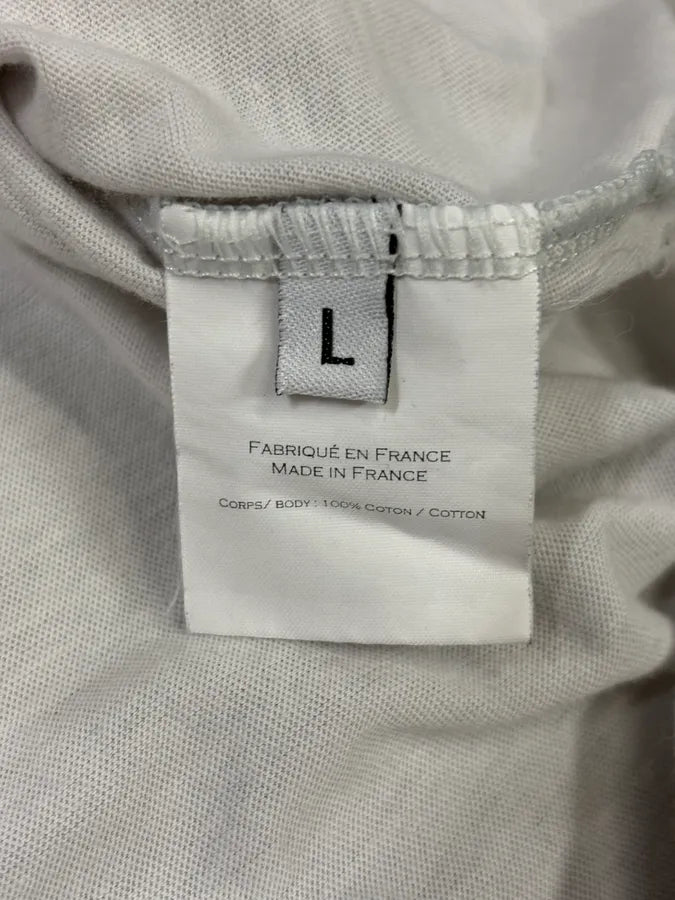 L
FABRIQUÉ EN FRANCE
MADE IN FRANCE
CORPS/ BODY : 100% COTON / COTTON